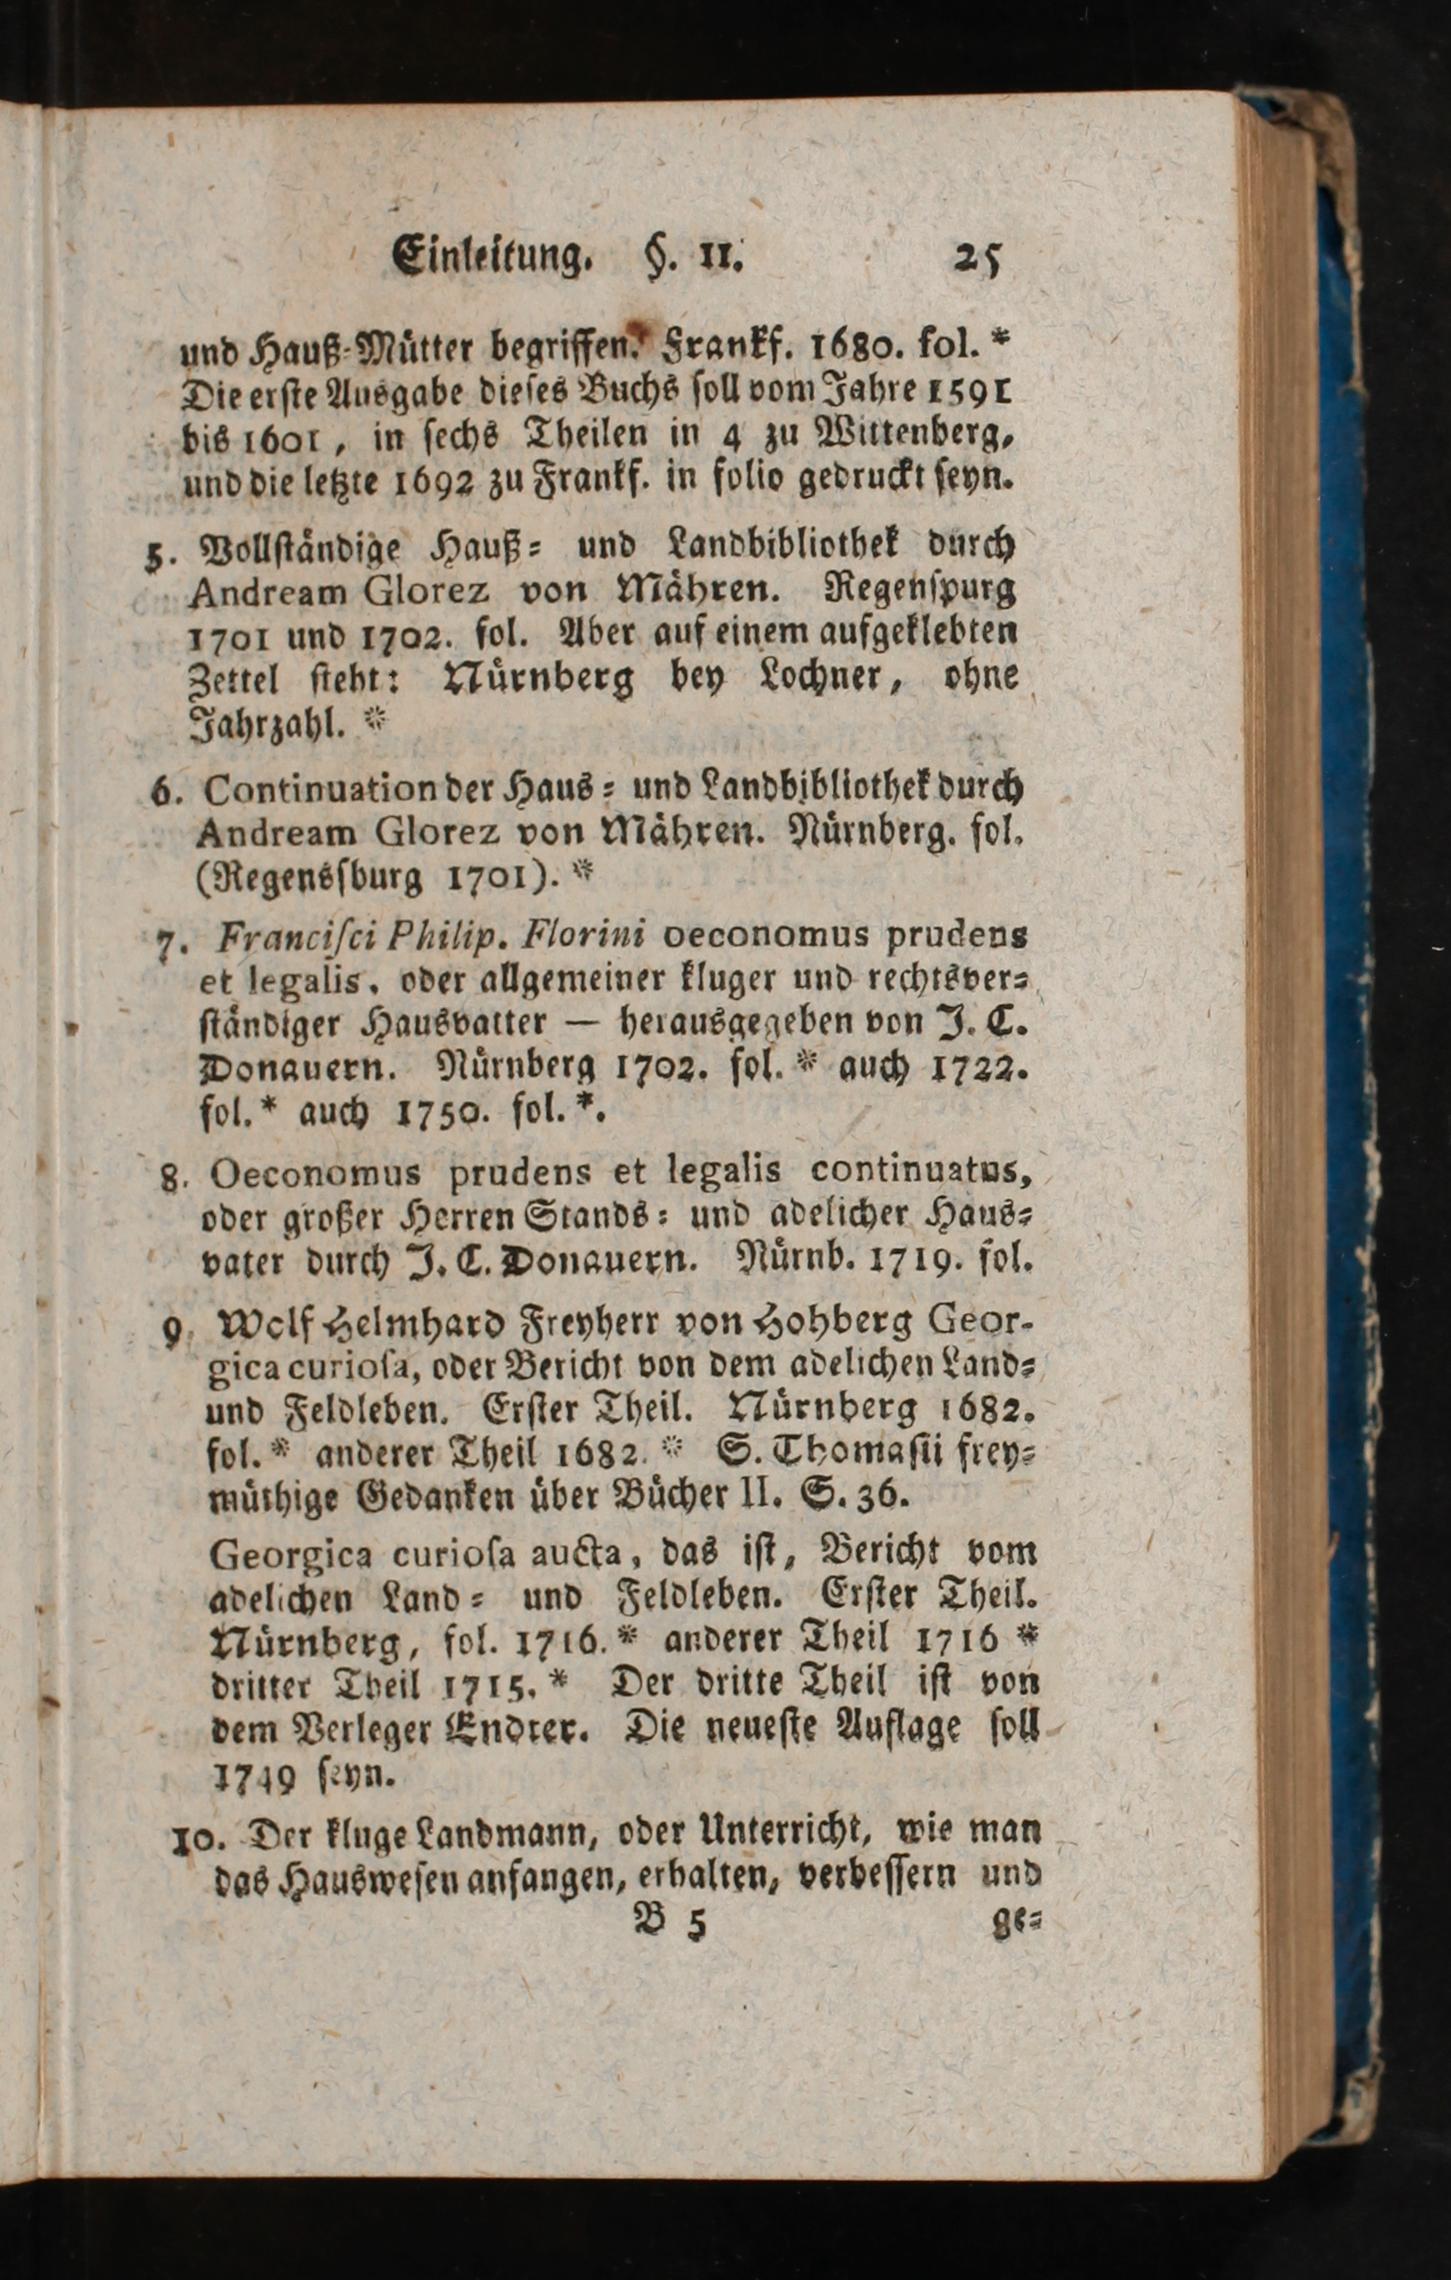 Einleitung. §. 11. 25
und Hauß-Mütter begriffen. Frankf. 1680. fol. *
Die erste Ausgabe dieses Buchs soll vom Jahre 1591
bis 1601, in sechs Theilen in 4 zu Wittenberg,
und die letzte 1692 zu Frankf. in folio gedruckt seyn.
5. Vollständige Hauß= und Landbibliothek durch
Andream Glorez von Mähren. Regenspurg
1701 und 1702. fol. Aber auf einem aufgeklebten
Zettel steht: Nürnberg bey Lochner, ohne
Jahrzahl. *
6. Continuation der Haus= und Landbibliothek durch
Andream Glorez von Mähren. Nürnberg. fol.
(Regenssburg 1701). *
7. Franciſci Philip. Florini oeconomus prudens
et legalis, oder allgemeiner kluger und rechtsver=
ständiger Hausvatter — herausgegeben von J. C.
Donauern. Nürnberg 1702. fol. * auch 1722.
fol. * auch 1750. fol. *.
8. Oeconomus prudens et legalis continuatus,
oder großer Herren Stands= und adelicher Haus=
vater durch J. C. Donauern. Nürnb. 1719. fol.
9. Wolf Helmhard Freyherr von Hohberg Geor-
gica curioſa, oder Bericht von dem adelichen Land=
und Feldleben. Erster Theil. Nürnberg 1682.
fol. * anderer Theil 1682. * S. Thomasii frey=
müthige Gedanken über Bücher II. S. 36.
Georgica curioſa aucta, das ist, Bericht vom
adelichen Land= und Feldleben. Erster Theil.
Nürnberg, fol. 1716. * anderer Theil 1716 *
dritter Theil 1715. * Der dritte Theil ist von
dem Verleger Endter. Die neueste Auflage soll
1749 seyn.
10. Der kluge Landmann, oder Unterricht, wie man
das Hauswesen anfangen, erhalten, verbessern und
B 5 ge=